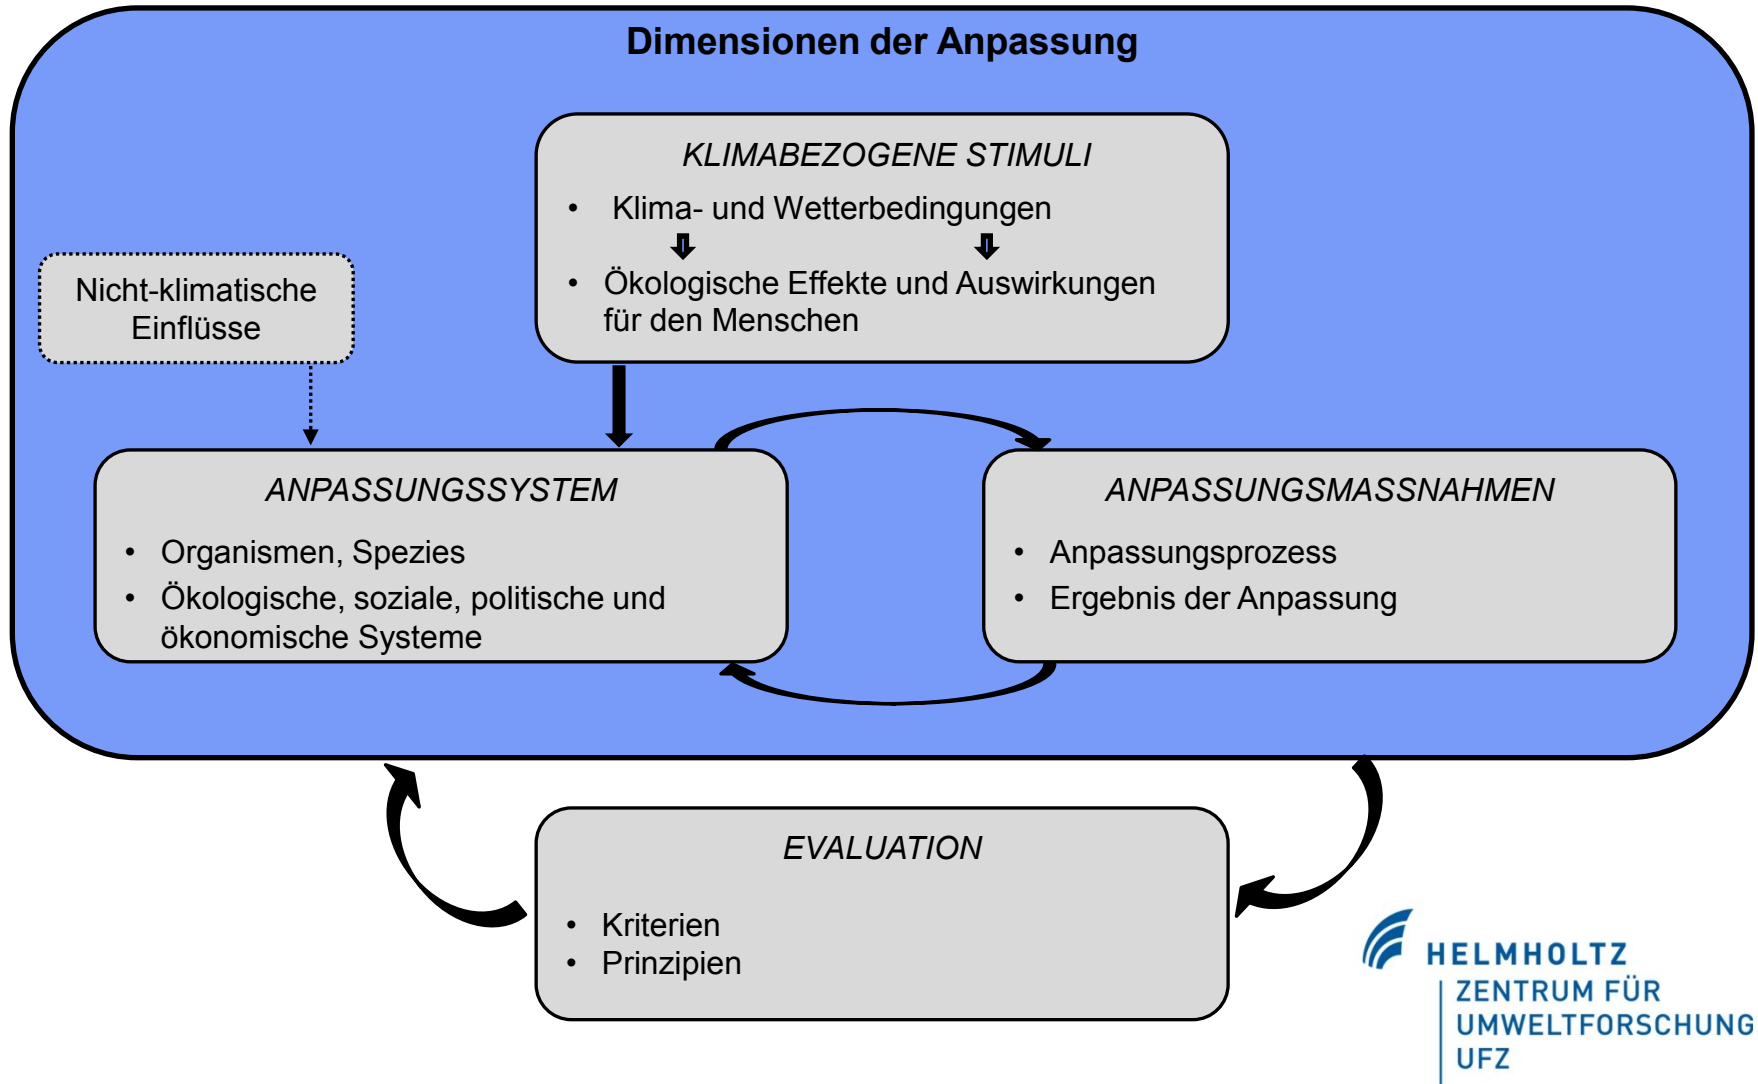 Dimensionen der Anpassung
KLIMABEZOGENE STIMULI
• Klima- und Wetterbedingungen
• Ökologische Effekte und Auswirkungen
für den Menschen
Nicht-klimatische
Einflüsse
ANPASSUNGSSYSTEM
• Organismen, Spezies
• Ökologische, soziale, politische und
ökonomische Systeme
ANPASSUNGSMASSNAHMEN
• Anpassungsprozess
• Ergebnis der Anpassung
EVALUATION
• Kriterien
• Prinzipien
HELMHOLTZ
ZENTRUM FÜR
UMWELTFORSCHUNG
UFZ